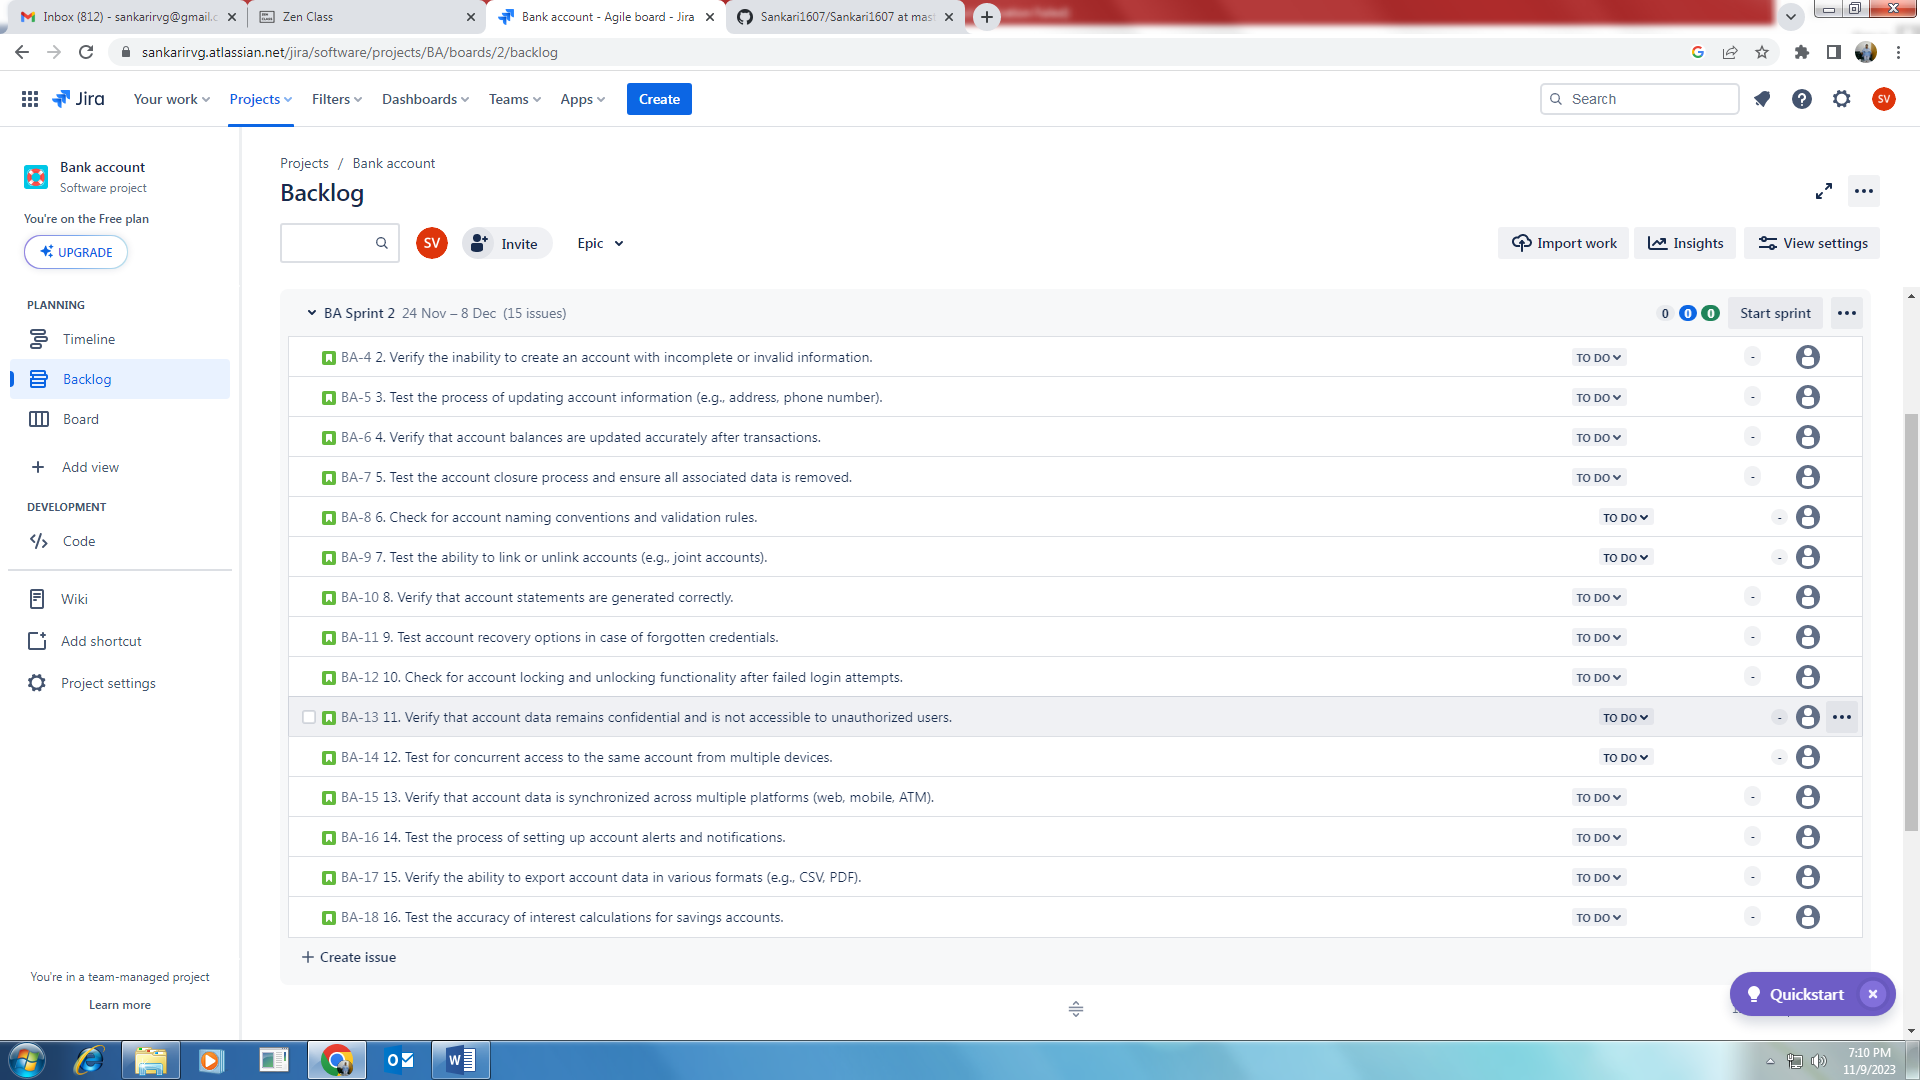 Inbox (812) - sankarirvg@gmail.c
Zen Class
Bank account - Agile board - Jira
Sankari1607/Sankari1607 at mast
sankarirvg.atlassian.net/jira/software/projects/BA/boards/2/backlog
Jira
Your work
Projects
Filters
Dashboards
Teams
Apps
Create
Search
SV
Bank account
Software project
You're on the Free plan
UPGRADE
PLANNING
Timeline
Backlog
Board
Add view
DEVELOPMENT
Code
Wiki
Add shortcut
Project settings
You're in a team-managed project
Learn more
Projects / Bank account
Backlog
SV
Invite
Epic
Import work
Insights
View settings
BA Sprint 2 24 Nov – 8 Dec (15 issues)
0 0 0 Start sprint
BA-4 2. Verify the inability to create an account with incomplete or invalid information. TO DO -
BA-5 3. Test the process of updating account information (e.g., address, phone number). TO DO -
BA-6 4. Verify that account balances are updated accurately after transactions. TO DO -
BA-7 5. Test the account closure process and ensure all associated data is removed. TO DO -
BA-8 6. Check for account naming conventions and validation rules. TO DO -
BA-9 7. Test the ability to link or unlink accounts (e.g., joint accounts). TO DO -
BA-10 8. Verify that account statements are generated correctly. TO DO -
BA-11 9. Test account recovery options in case of forgotten credentials. TO DO -
BA-12 10. Check for account locking and unlocking functionality after failed login attempts. TO DO -
BA-13 11. Verify that account data remains confidential and is not accessible to unauthorized users. TO DO -
BA-14 12. Test for concurrent access to the same account from multiple devices. TO DO -
BA-15 13. Verify that account data is synchronized across multiple platforms (web, mobile, ATM). TO DO -
BA-16 14. Test the process of setting up account alerts and notifications. TO DO -
BA-17 15. Verify the ability to export account data in various formats (e.g., CSV, PDF). TO DO -
BA-18 16. Test the accuracy of interest calculations for savings accounts. TO DO -
Create issue
Quickstart
7:10 PM
11/9/2023